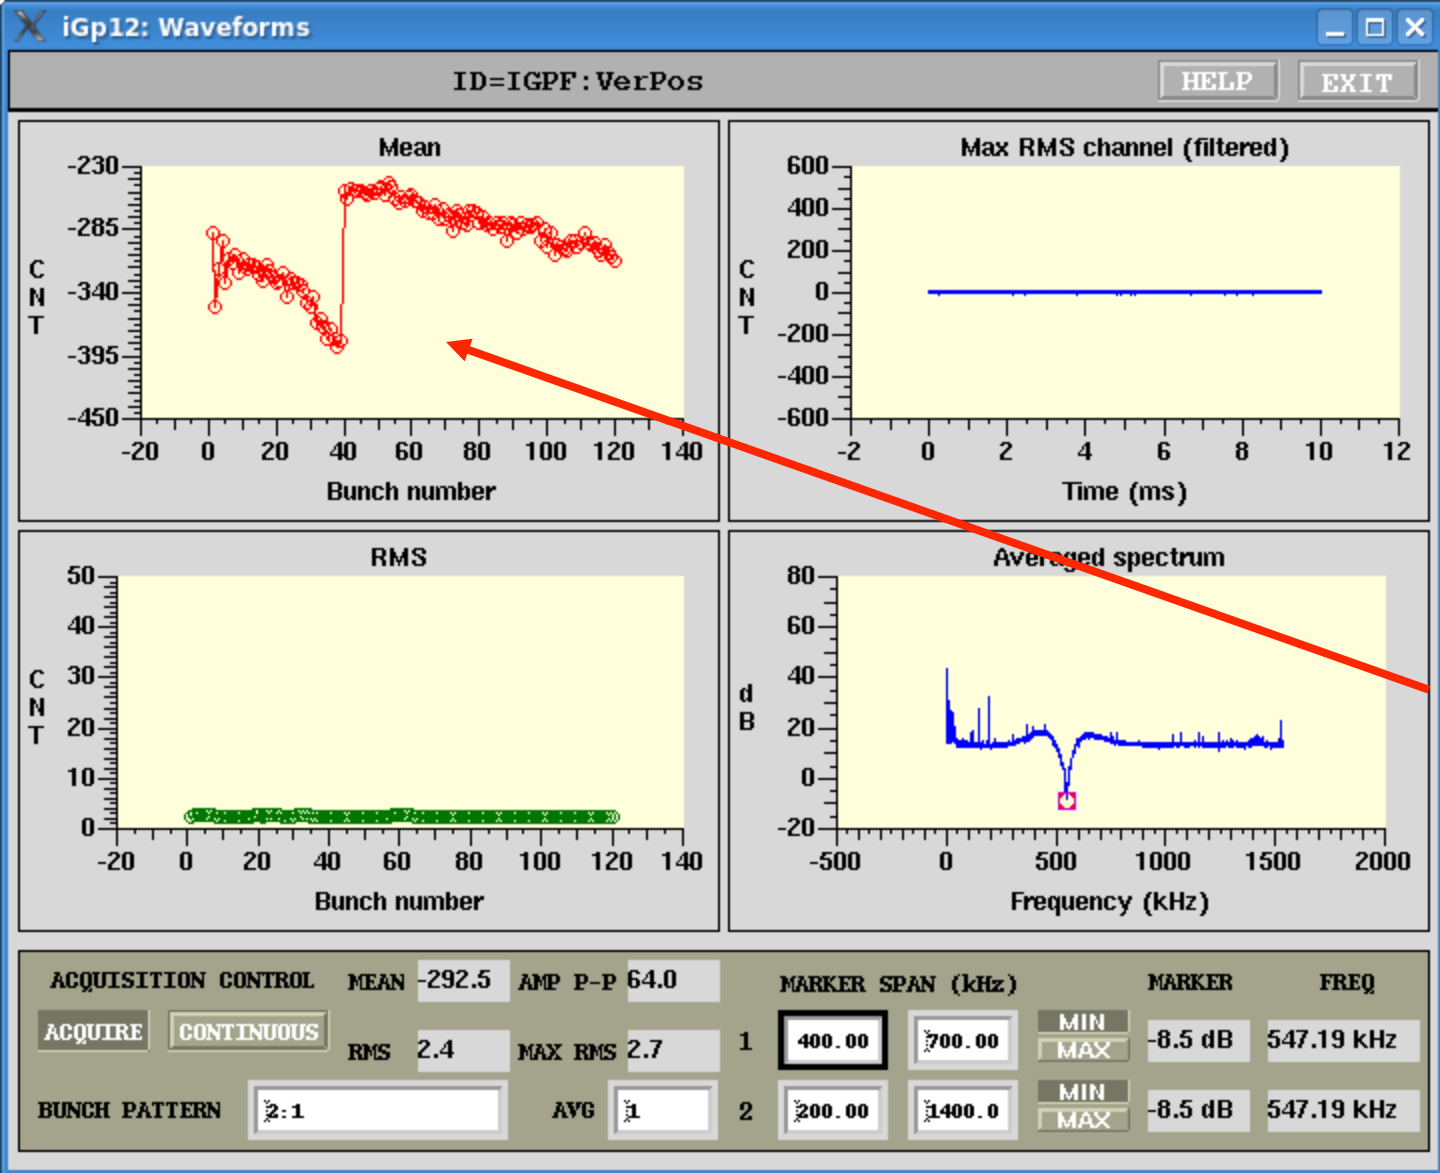 iGp12: Waveforms
ID=IGPF:VerPos
HELP
EXIT
Mean
-230
-285
-340
-395
-450
CNT
-20 0 20 40 60 80 100 120 140
Bunch number
Max RMS channel (filtered)
600
400
200
0
-200
-400
-600
CNT
-2 0 2 4 6 8 10 12
Time (ms)
RMS
50
40
30
20
10
0
CNT
-20 0 20 40 60 80 100 120 140
Bunch number
Averaged spectrum
80
60
40
20
0
-20
dB
-500 0 500 1000 1500 2000
Frequency (kHz)
ACQUISITION CONTROL MEAN -292.5 AMP P-P 64.0 MARKER SPAN (kHz) MARKER FREQ
ACQUIRE CONTINUOUS RMS 2.4 MAX RMS 2.7 1 400.00 700.00 MIN MAX -8.5 dB 547.19 kHz
BUNCH PATTERN 2:1 AVG 1 2 200.00 1400.0 MIN MAX -8.5 dB 547.19 kHz